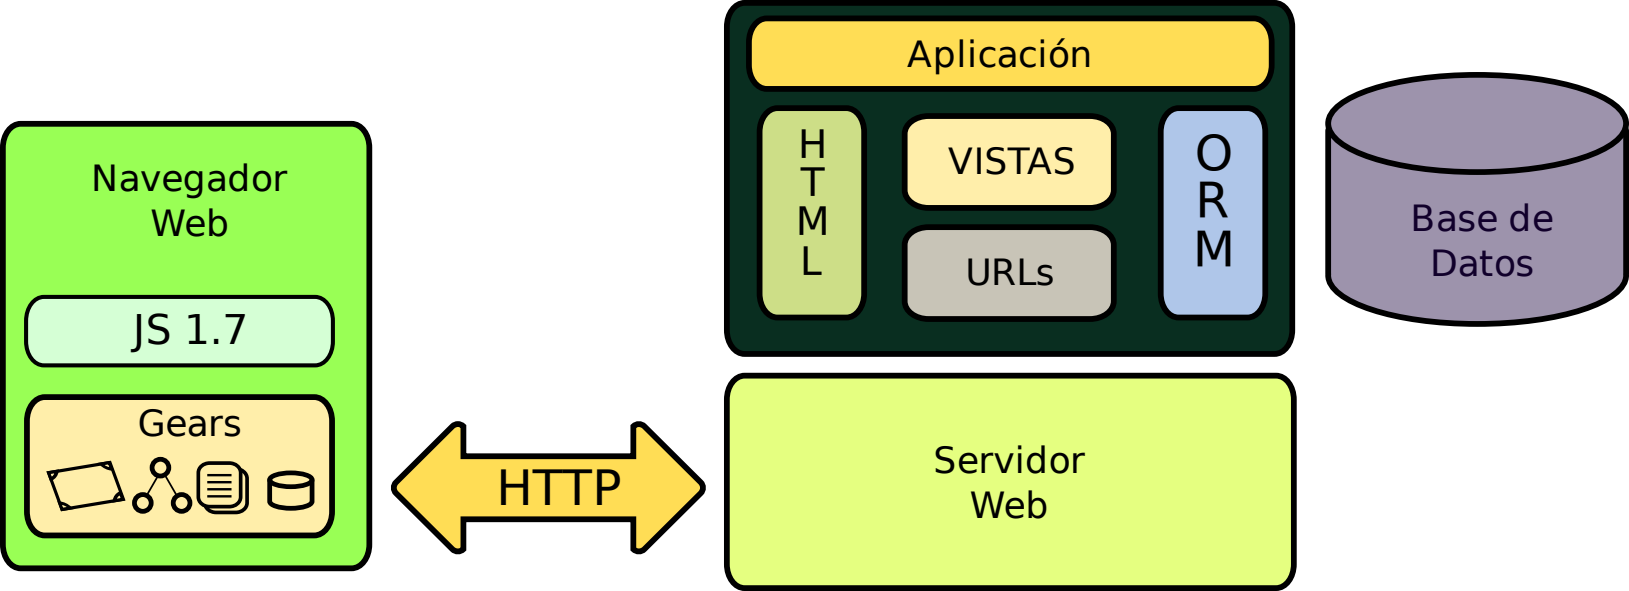 Navegador
Web
JS 1.7
Gears
HTTP
Aplicación
H
T
M
L
VISTAS
URLs
O
R
M
Base de
Datos
Servidor
Web